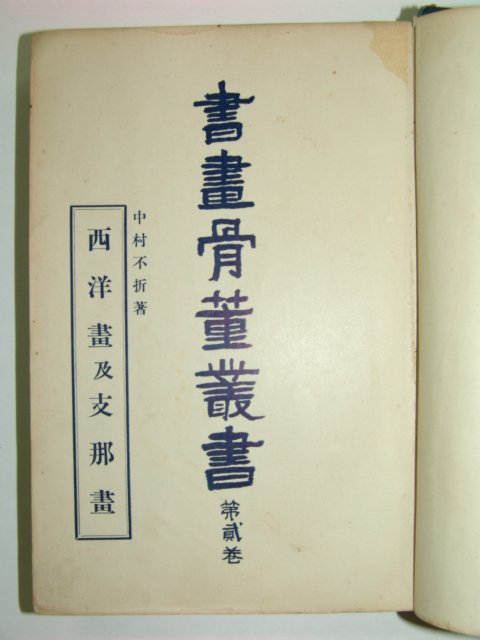 書畫骨董叢書
第貳卷
中村不折著
西洋畫及支那畫